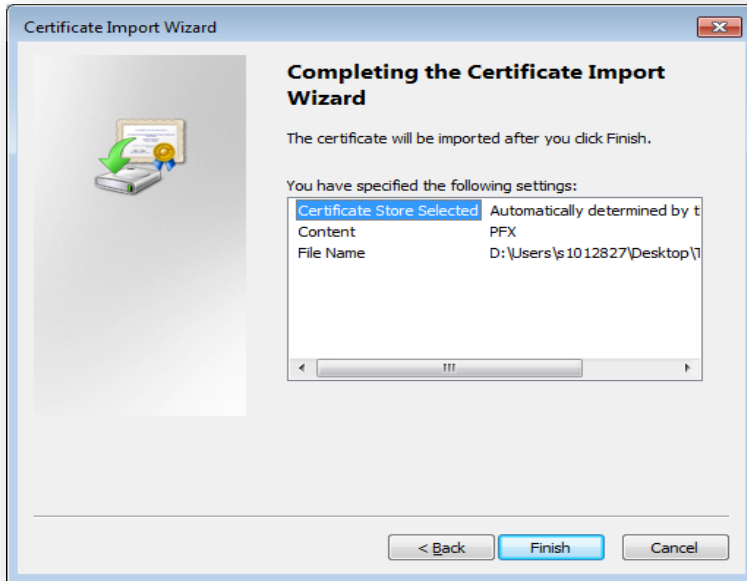 Certificate Import Wizard
Completing the Certificate Import
Wizard
The certificate will be imported after you click Finish.
You have specified the following settings:
Certificate Store Selected Automatically determined by t
Content PFX
File Name D:\Users\s1012827\Desktop\T
< Back Finish Cancel